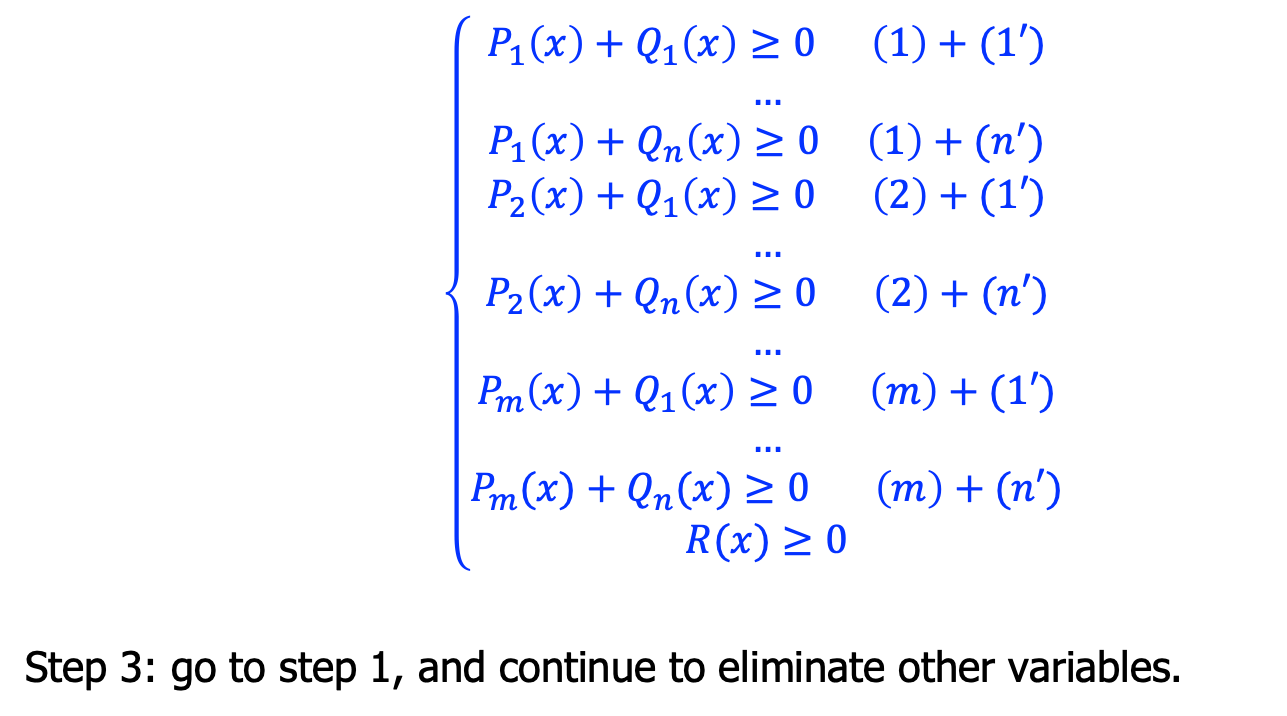 P₁(x) + Q₁(x) ≥ 0 (1) + (1′)
...
P₁(x) + Qₙ(x) ≥ 0 (1) + (n′)
P₂(x) + Q₁(x) ≥ 0 (2) + (1′)
...
P₂(x) + Qₙ(x) ≥ 0 (2) + (n′)
...
Pₘ(x) + Q₁(x) ≥ 0 (m) + (1′)
...
Pₘ(x) + Qₙ(x) ≥ 0 (m) + (n′)
R(x) ≥ 0
Step 3: go to step 1, and continue to eliminate other variables.